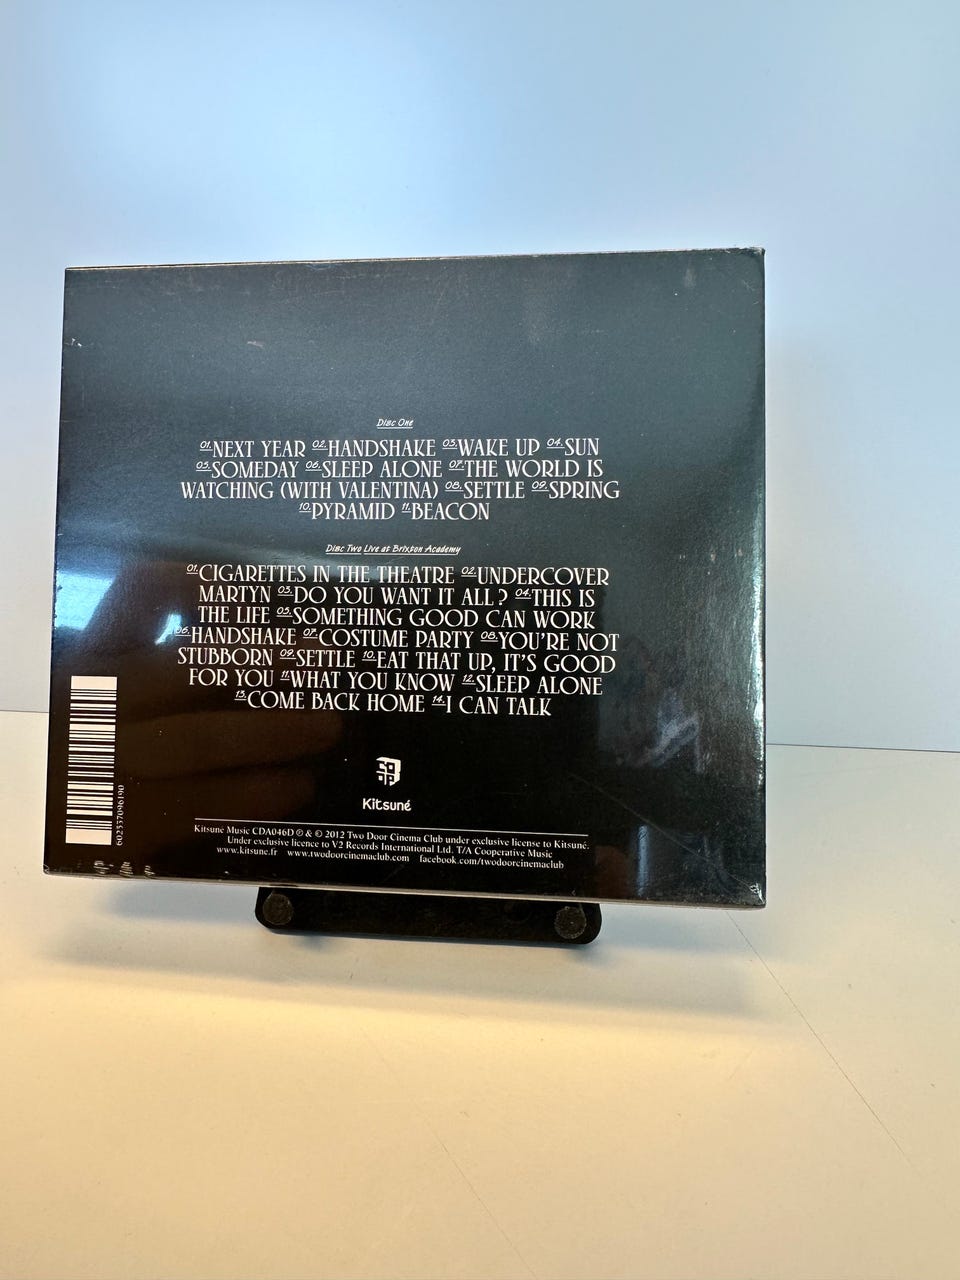 Disc One
01.NEXT YEAR 02.HANDSHAKE 03.WAKE UP 04.SUN
05.SOMEDAY 06.SLEEP ALONE 07.THE WORLD IS
WATCHING (WITH VALENTINA) 08.SETTLE 09.SPRING
10.PYRAMID 11.BEACON
Disc Two Live at Brixton Academy
01.CIGARETTES IN THE THEATRE 02.UNDERCOVER
MARTYN 03.DO YOU WANT IT ALL? 04.THIS IS
THE LIFE 05.SOMETHING GOOD CAN WORK
06.HANDSHAKE 07.COSTUME PARTY 08.YOU'RE NOT
STUBBORN 09.SETTLE 10.EAT THAT UP, IT'S GOOD
FOR YOU 11.WHAT YOU KNOW 12.SLEEP ALONE
13.COME BACK HOME 14.I CAN TALK
602537096190
CO
OP
Kitsuné
Kitsuné Music CDA046D ℗ & © 2012 Two Door Cinema Club under exclusive license to Kitsuné.
Under exclusive licence to V2 Records International Ltd. T/A Cooperative Music
www.kitsune.fr www.twodoorcinemaclub.com facebook.com/twodoorcinemaclub